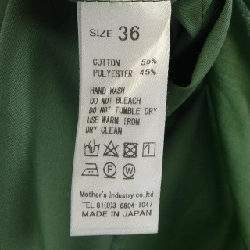 SIZE 36
COTTON
POLYESTER 45%
HAND WASH
DO NOT BLEACH
DO NOT TUMBLE DRY
USE WARM IRON
DRY CLEAN
Mother's Industry co.,ltd
MADE IN JAPAN